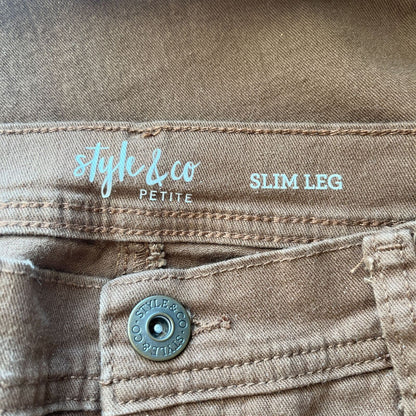 style & co SLIM LEG
PETITE
STYLE&CO·STYLE&CO·